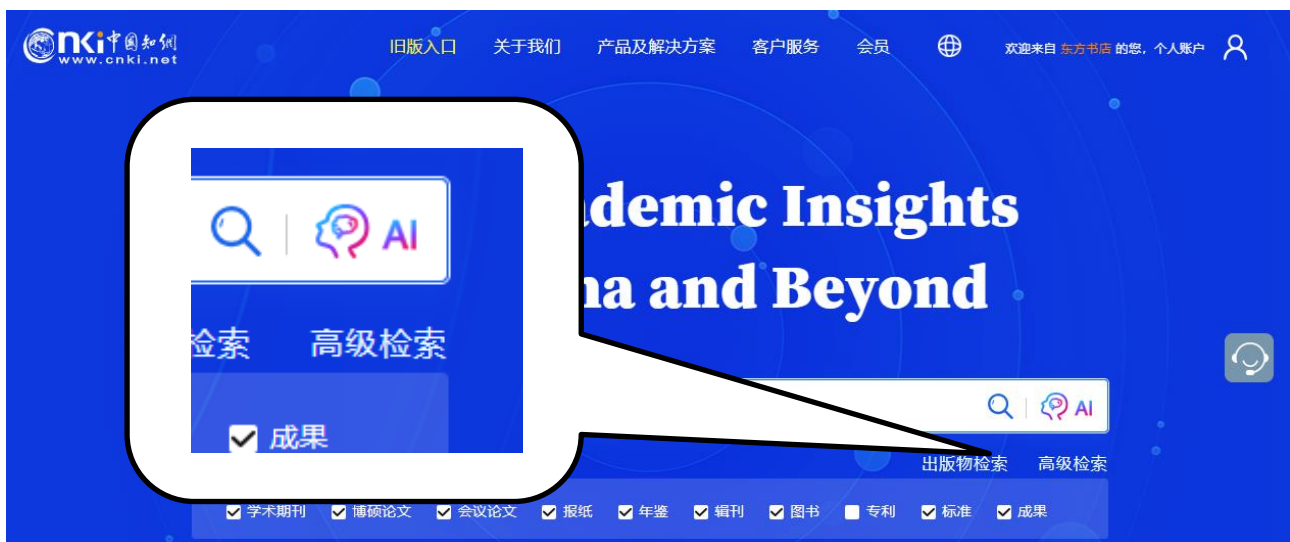 cnki中国知网
www.cnki.net
旧版入口 关于我们 产品及解决方案 客户服务 会员 欢迎来自 东方书店 的您，个人账户
demic Insights
na and Beyond
AI
检索 高级检索
成果
AI
出版物检索 高级检索
学术期刊 博硕论文 会议论文 报纸 年鉴 辑刊 图书 专利 标准 成果